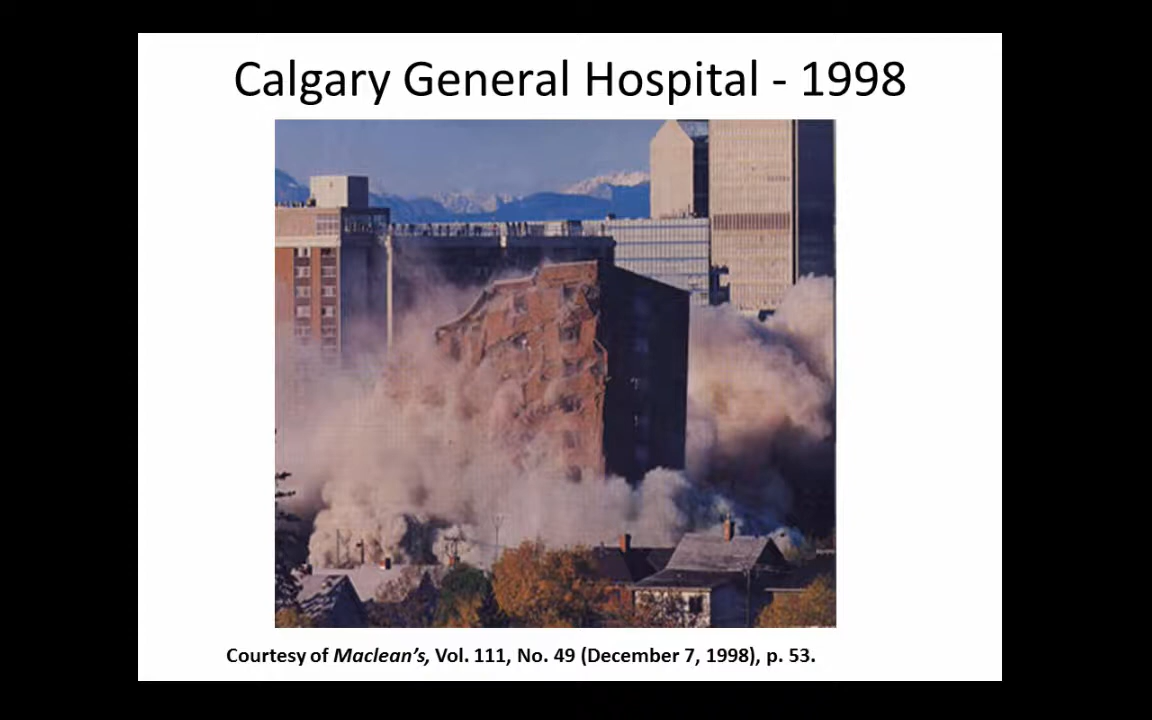 Calgary General Hospital - 1998
Courtesy of Maclean's, Vol. 111, No. 49 (December 7, 1998), p. 53.